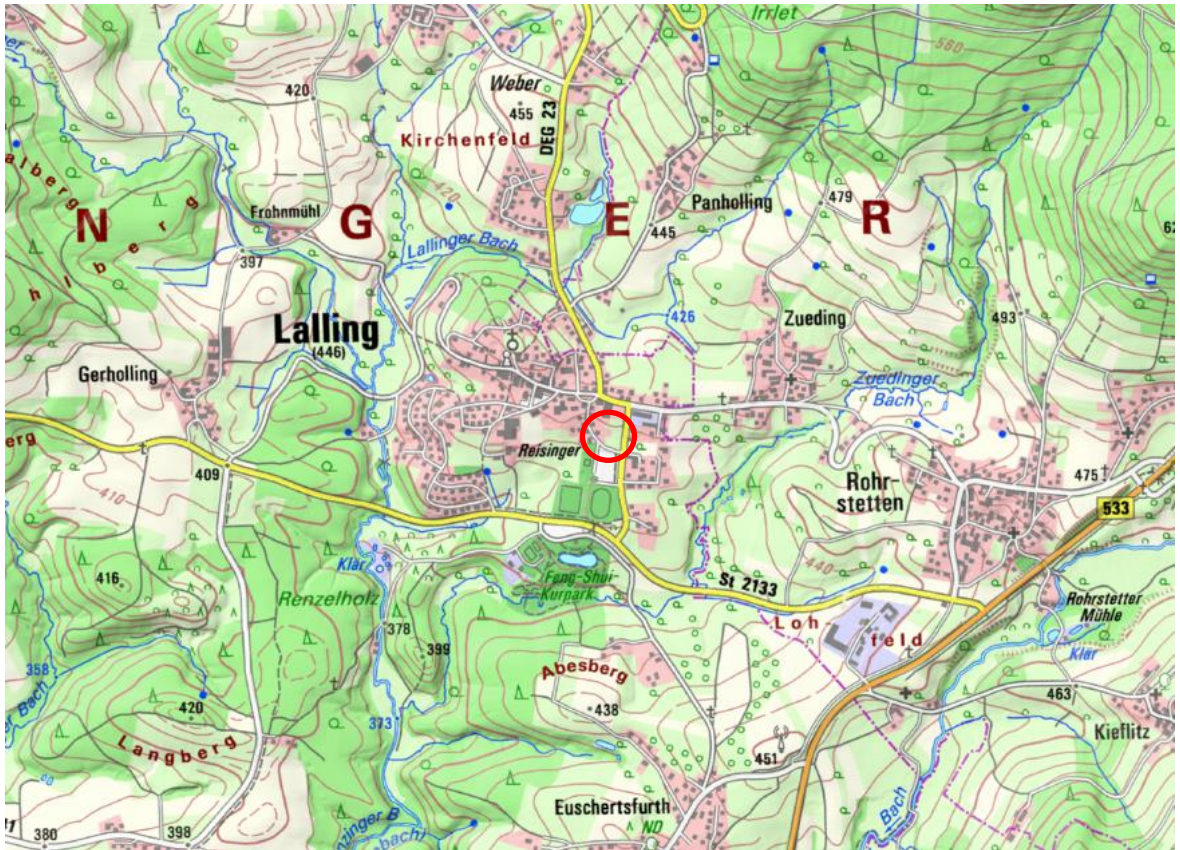 Irrlet
560
Weber
455
420
DEG 23
Kirchenfeld
420
Panholling
479
N
G
E
R
Frohnmühl
445
397
Lallinger Bach
Lalling
(446)
426
Zueding
493
Gerholling
Zuedinger
Bach
Reisinger
409
410
Rohr-
stetten
475
533
Klär
416
Feng-Shui-
Kurpark
440
St 2133
Renzelholz
378
Rohrstetter
Mühle
Loh-
feld
399
Klär
358
Abesberg
420
438
463
373
Kieflitz
Langberg
451
Bach
Euschertsfurth
ND
380
398